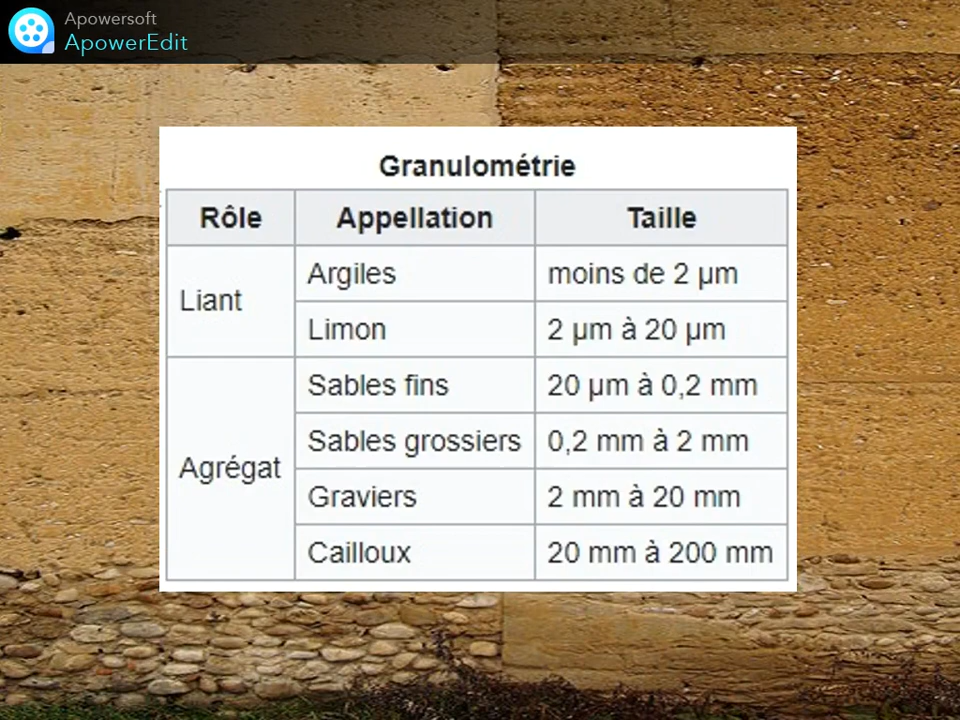 Apowersoft
ApowerEdit
Granulométrie
Rôle Appellation Taille
Liant
Argiles moins de 2 µm
Limon 2 µm à 20 µm
Agrégat
Sables fins 20 µm à 0,2 mm
Sables grossiers 0,2 mm à 2 mm
Graviers 2 mm à 20 mm
Cailloux 20 mm à 200 mm